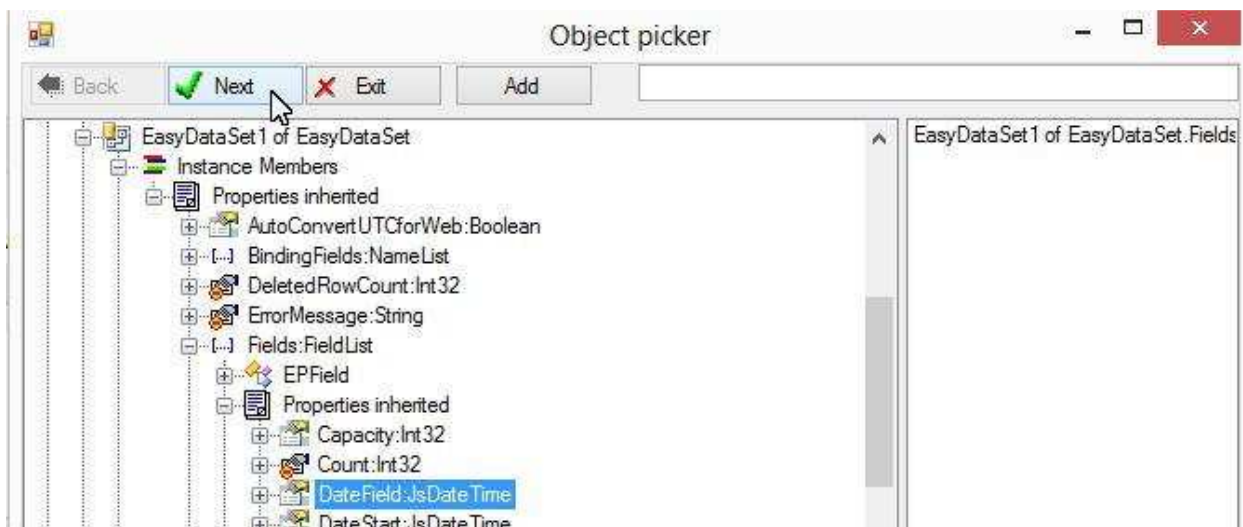 Object picker
Back Next Exit Add
EasyDataSet1 of EasyDataSet
Instance Members
Properties inherited
AutoConvertUTCforWeb:Boolean
BindingFields:NameList
DeletedRowCount:Int32
ErrorMessage:String
Fields:FieldList
EPField
Properties inherited
Capacity:Int32
Count:Int32
DateField:JsDateTime
DateStart:JsDateTime
EasyDataSet1 of EasyDataSet.Fields